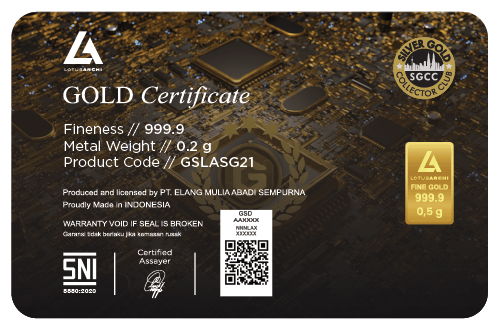 LOTUSARCHI
SILVER GOLD
SGCC
COLLECTOR CLUB
GOLD Certificate
Fineness // 999.9
Metal Weight // 0.2 g
Product Code // GSLASG21
LOTUSARCHI
FINE GOLD
999.9
0,5 g
Produced and licensed by PT. ELANG MULIA ABADI SEMPURNA
Proudly Made in INDONESIA
WARRANTY VOID IF SEAL IS BROKEN
Garansi tidak berlaku jika kemasan rusak
GSD
AAXXXX
NNNLAX
XXXXXX
SNI
8880:2020
Certified
Assayer